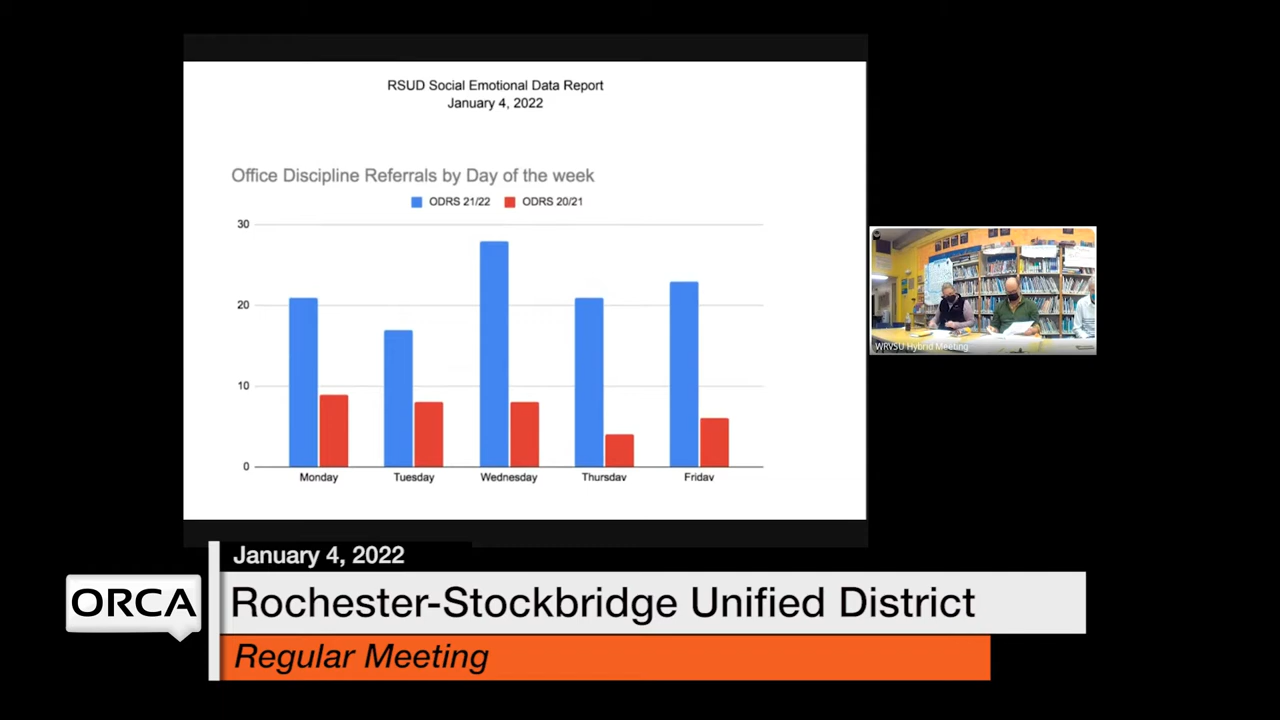 RSUD Social Emotional Data Report
January 4, 2022
Office Discipline Referrals by Day of the week
ODRS 21/22 ODRS 20/21
30
20
10
0
Monday Tuesday Wednesday Thursday Friday
WRVSU Hybrid Meeting
January 4, 2022
ORCA
Rochester-Stockbridge Unified District
Regular Meeting